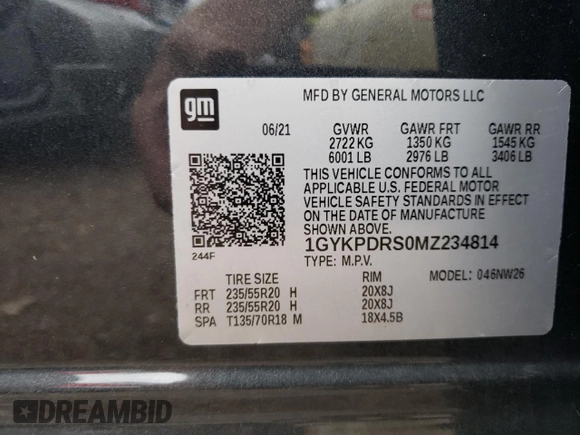 gm
MFD BY GENERAL MOTORS LLC
06/21 GVWR GAWR FRT GAWR RR
2722 KG 1350 KG 1545 KG
6001 LB 2976 LB 3406 LB
THIS VEHICLE CONFORMS TO ALL
APPLICABLE U.S. FEDERAL MOTOR
VEHICLE SAFETY STANDARDS IN EFFECT
ON THE DATE OF MANUFACTURE
SHOWN ABOVE.
1GYKPDRS0MZ234814
244F
TYPE: M.P.V. MODEL: 046NW26
TIRE SIZE RIM
FRT 235/55R20 H 20X8J
RR 235/55R20 H 20X8J
SPA T135/70R18 M 18X4.5B
DREAMBID